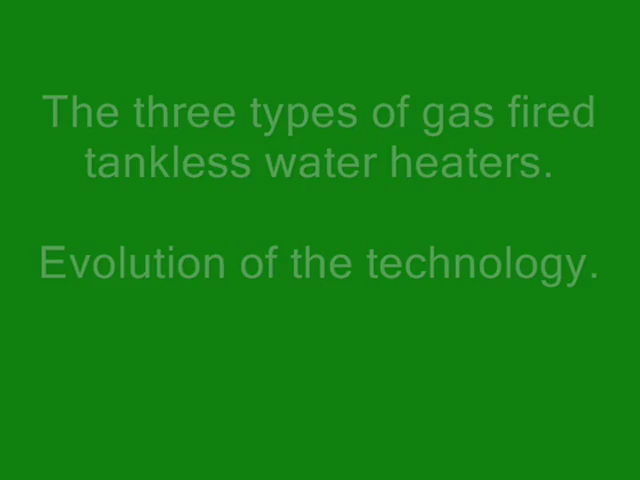 The three types of gas fired
tankless water heaters.
Evolution of the technology.